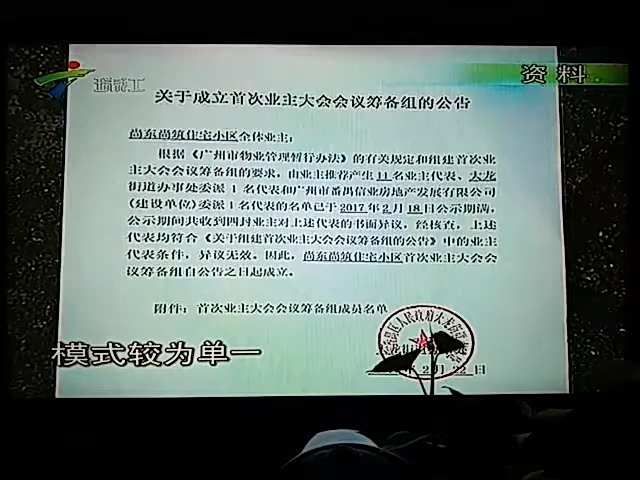 资料
关于成立首次业主大会会议筹备组的公告
尚东尚筑住宅小区全体业主：
根据《广州市物业管理暂行办法》的有关规定和组建首次业
主大会会议筹备组的要求，由业主推荐产生11名业主代表、大龙
街道办事处委派1名代表和广州市番禺信业房地产发展有限公司
(建设单位)委派1名代表的名单已于2017年2月18日公示期满，
公示期间共收到四封业主对上述代表的书面异议。经核查，上述
代表均符合《关于组建首次业主大会会议筹备组的公告》中的业主
代表条件，异议无效。因此，尚东尚筑住宅小区首次业主大会会
议筹备组自公告之日起成立。
附件：首次业主大会会议筹备组成员名单
年2月22日
模式较为单一